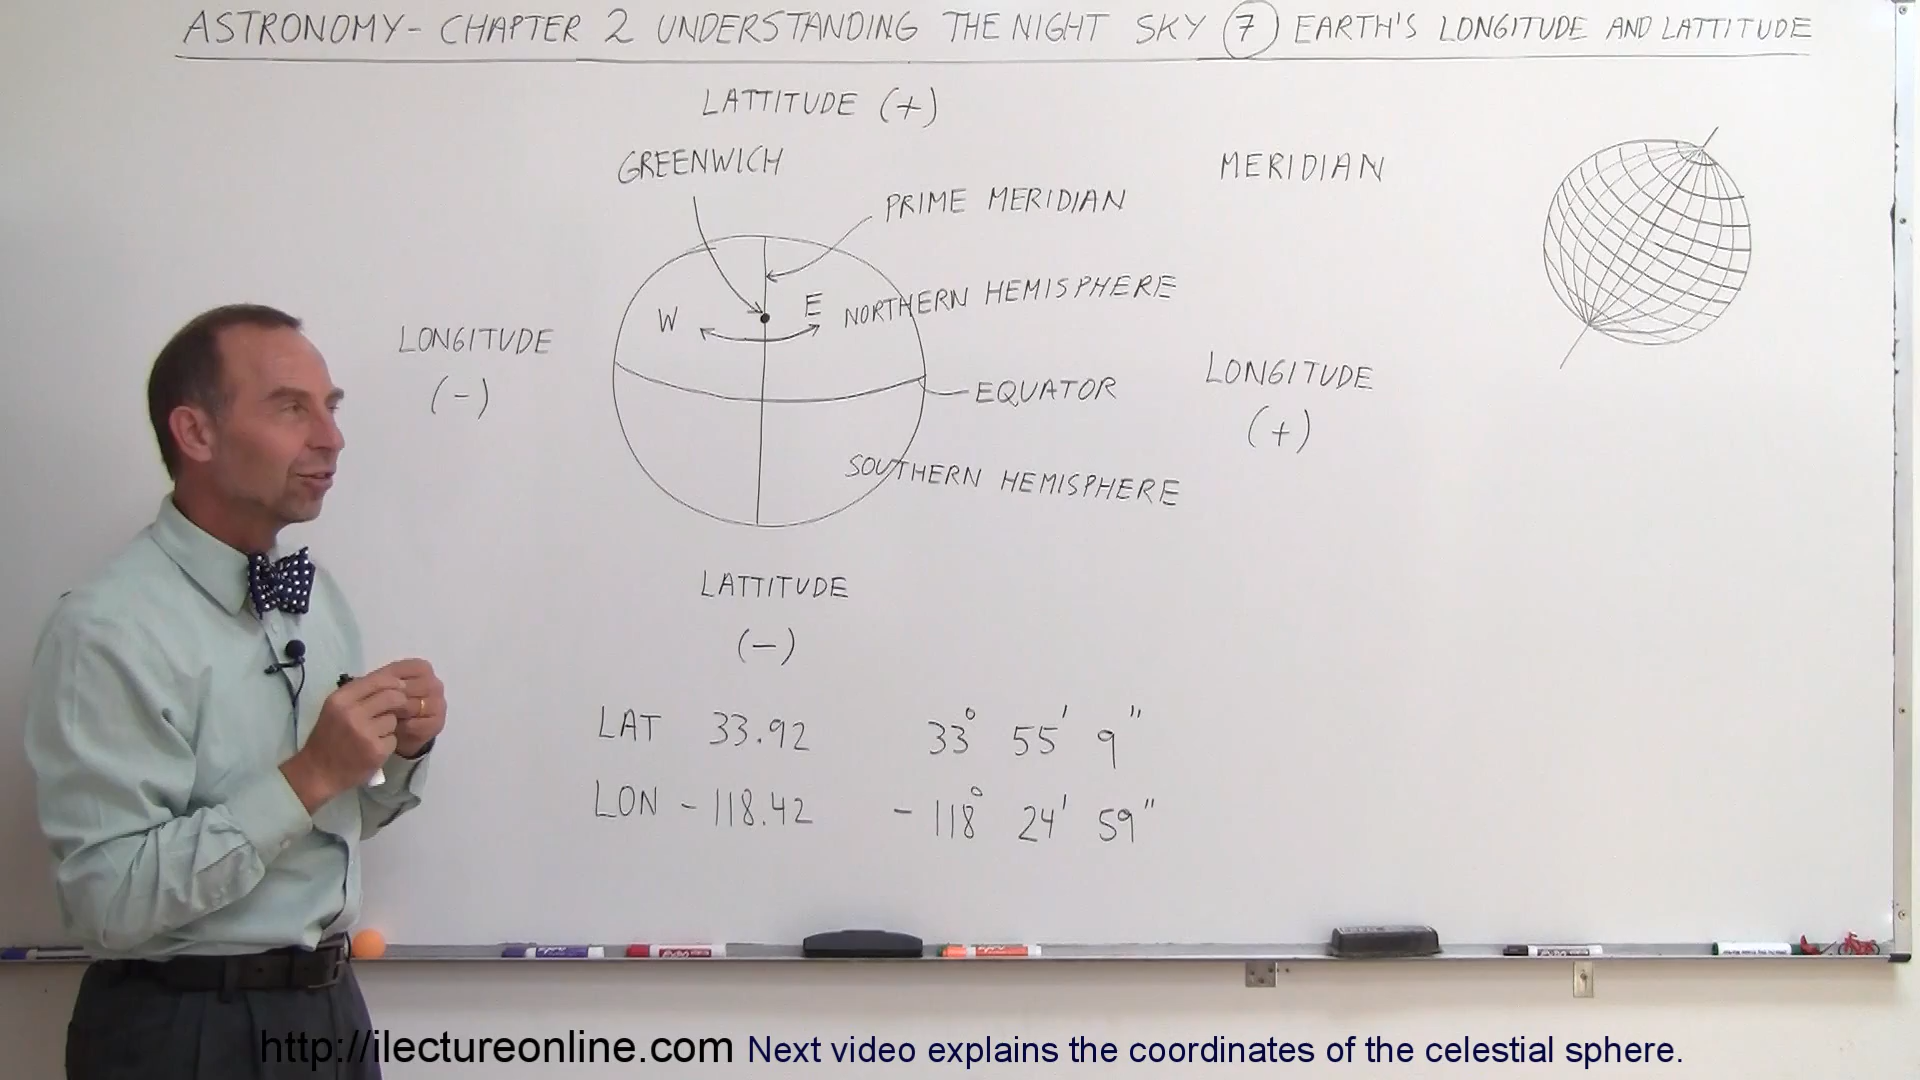 ASTRONOMY - CHAPTER 2 UNDERSTANDING THE NIGHT SKY 7 EARTH'S LONGITUDE AND LATTITUDE
LATTITUDE (+)
GREENWICH
PRIME MERIDIAN
MERIDIAN
W E NORTHERN HEMISPHERE
LONGITUDE
(-)
EQUATOR
LONGITUDE
(+)
SOUTHERN HEMISPHERE
LATTITUDE
(-)
LAT 33.92 33° 55' 9"
LON -118.42 -118° 24' 59"
http://ilectureonline.com Next video explains the coordinates of the celestial sphere.